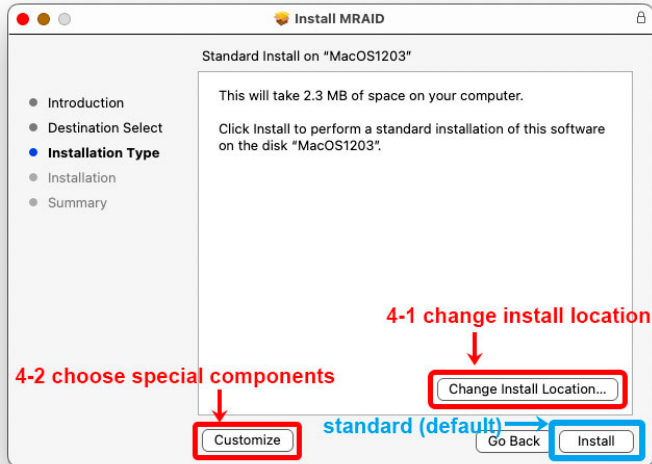 Install MRAID
Standard Install on “MacOS1203”
Introduction
Destination Select
Installation Type
Installation
Summary
This will take 2.3 MB of space on your computer.
Click Install to perform a standard installation of this software
on the disk “MacOS1203”.
4-1 change install location
4-2 choose special components
Change Install Location...
standard (default)
Customize
Go Back
Install